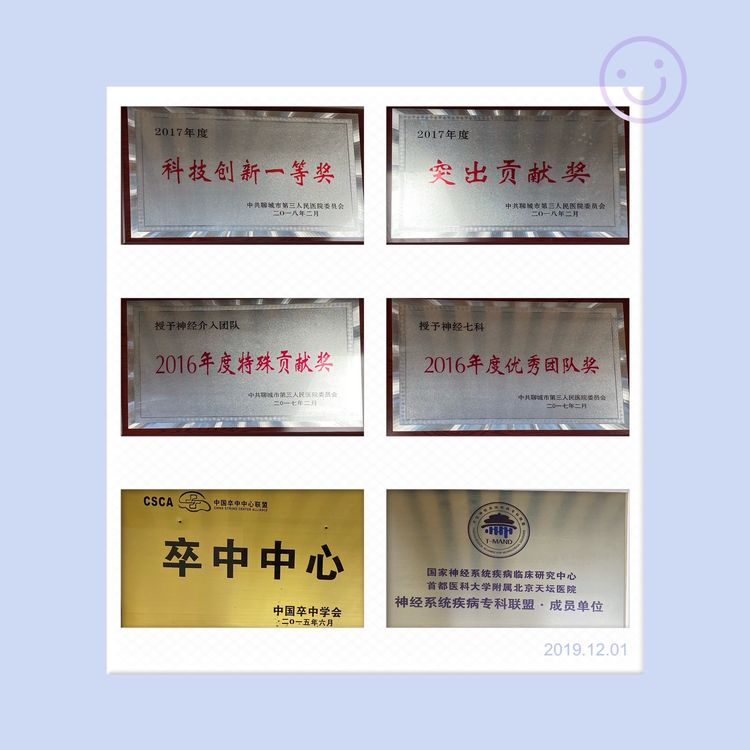 2017年度
科技创新一等奖
中共聊城市第三人民医院委员会
二〇一八年二月
2017年度
突出贡献奖
中共聊城市第三人民医院委员会
二〇一八年二月
授予神经介入团队
2016年度特殊贡献奖
中共聊城市第三人民医院委员会
二〇一七年二月
授予神经七科
2016年度优秀团队奖
中共聊城市第三人民医院委员会
二〇一七年二月
CSCA 中国卒中中心联盟
CHINA STROKE CENTER ALLIANCE
卒中中心
中国卒中学会
二〇一五年六月
T-MAND
国家神经系统疾病临床研究中心
首都医科大学附属北京天坛医院
神经系统疾病专科联盟·成员单位
2019.12.01